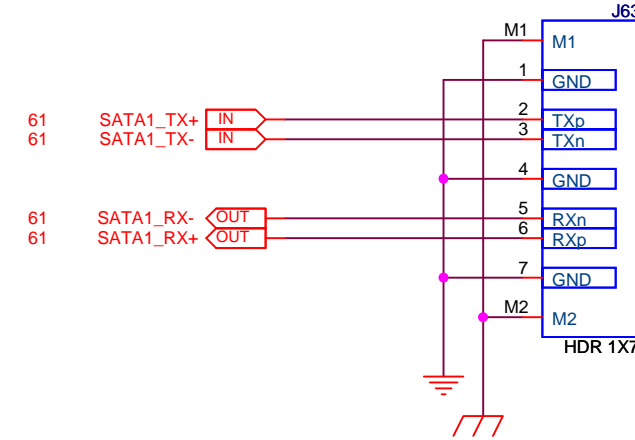 J63
M1 M1
1 GND
61 SATA1_TX+ IN 2 TXp
61 SATA1_TX- IN 3 TXn
4 GND
61 SATA1_RX- OUT 5 RXn
61 SATA1_RX+ OUT 6 RXp
7 GND
M2 M2
HDR 1X7